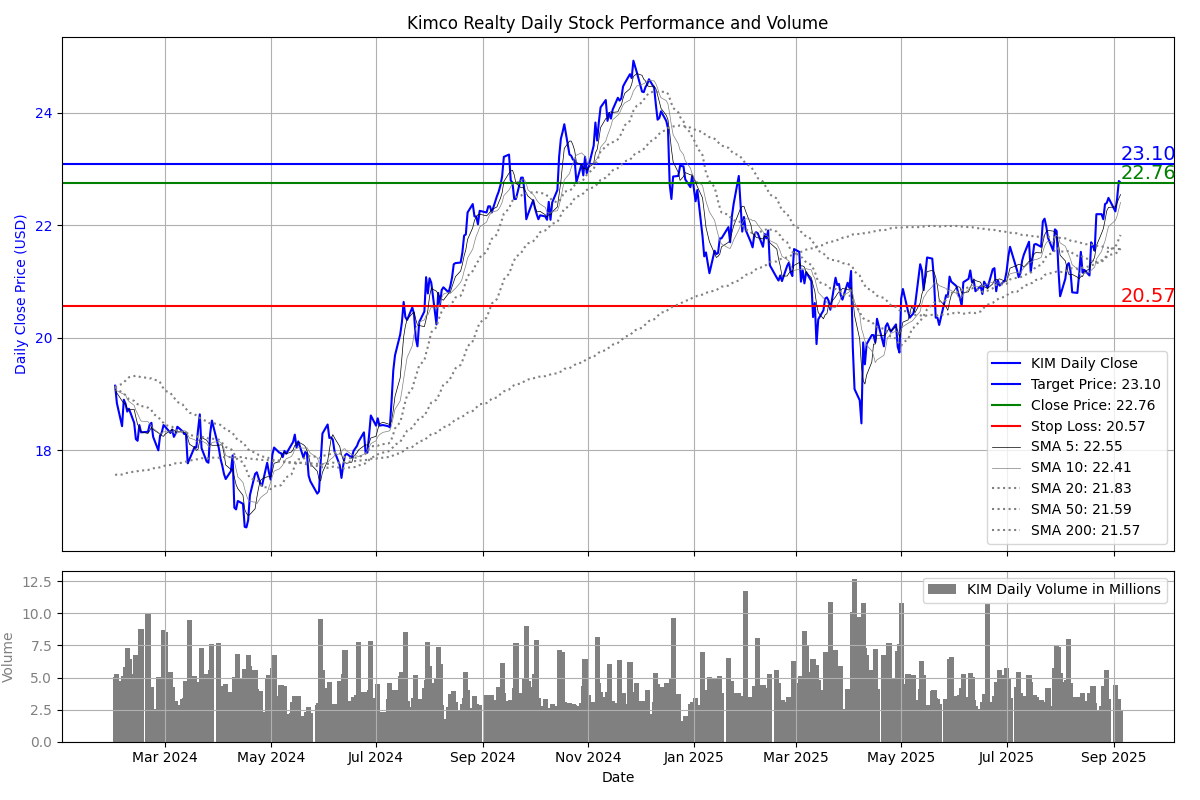 Kimco Realty Daily Stock Performance and Volume
Daily Close Price (USD)
24
22
20
18
23.10
22.76
20.57
KIM Daily Close
Target Price: 23.10
Close Price: 22.76
Stop Loss: 20.57
SMA 5: 22.55
SMA 10: 22.41
SMA 20: 21.83
SMA 50: 21.59
SMA 200: 21.57
Volume
12.5
10.0
7.5
5.0
2.5
0.0
KIM Daily Volume in Millions
Mar 2024 May 2024 Jul 2024 Sep 2024 Nov 2024 Jan 2025 Mar 2025 May 2025 Jul 2025 Sep 2025
Date